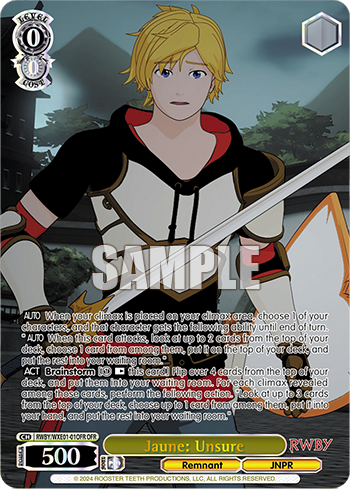 LEVEL
0
0
COST
SAMPLE
AUTO When your climax is placed on your climax area, choose 1 of your
characters, and that character gets the following ability until end of turn.
"AUTO When this card attacks, look at up to 2 cards from the top of your
deck, choose 1 card from among them, put it on the top of your deck, and
put the rest into your waiting room."
ACT Brainstorm [① this card] Flip over 4 cards from the top of your
deck, and put them into your waiting room. For each climax revealed
among those cards, perform the following action. "Look at up to 3
cards from the top of your deck, choose up to 1 card from among
them, put it into your hand, and put the rest into your waiting room."
CH RWBY/WXE01-01OFR OFR
Jaune: Unsure
RWBY
POWER
500
Remnant
JNPR
© 2024 ROOSTER TEETH PRODUCTIONS, LLC, ALL RIGHTS RESERVED.